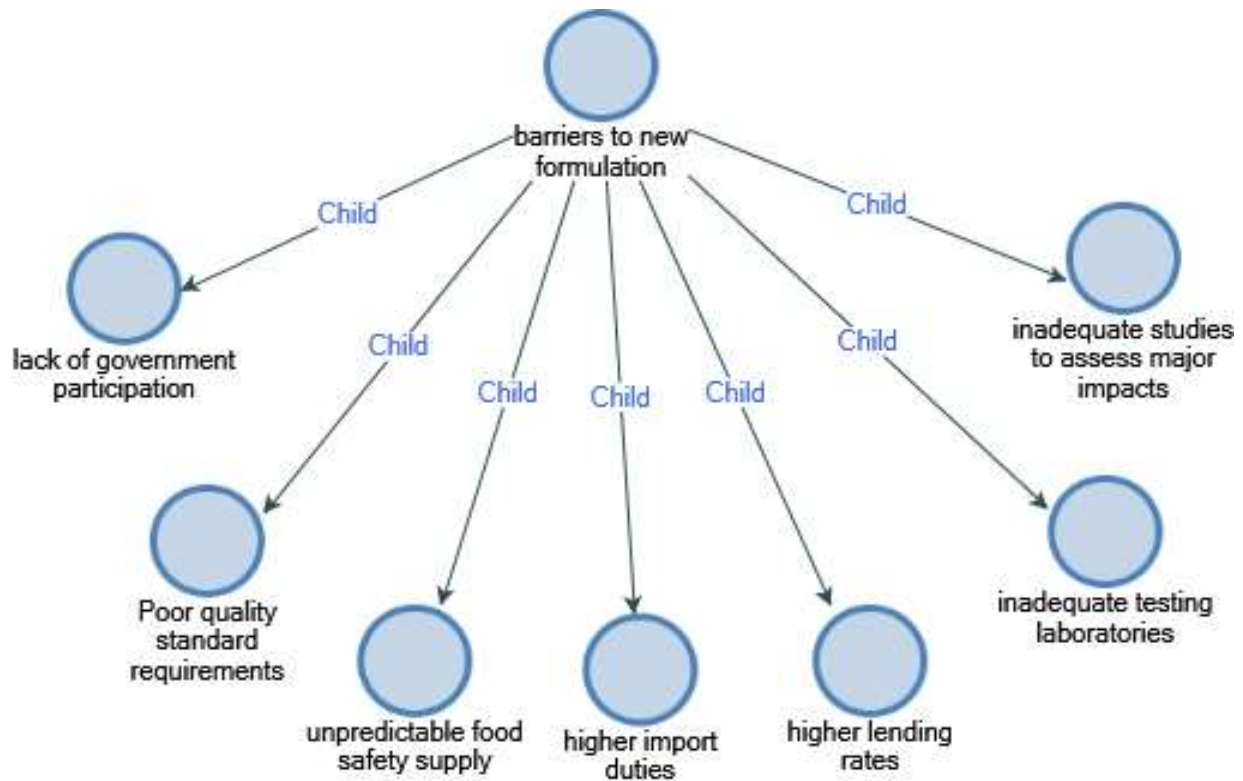 barriers to new
formulation
Child
Child
Child
Child
Child
Child
Child
lack of government
participation
Poor quality
standard
requirements
unpredictable food
safety supply
higher import
duties
higher lending
rates
inadequate testing
laboratories
inadequate studies
to assess major
impacts